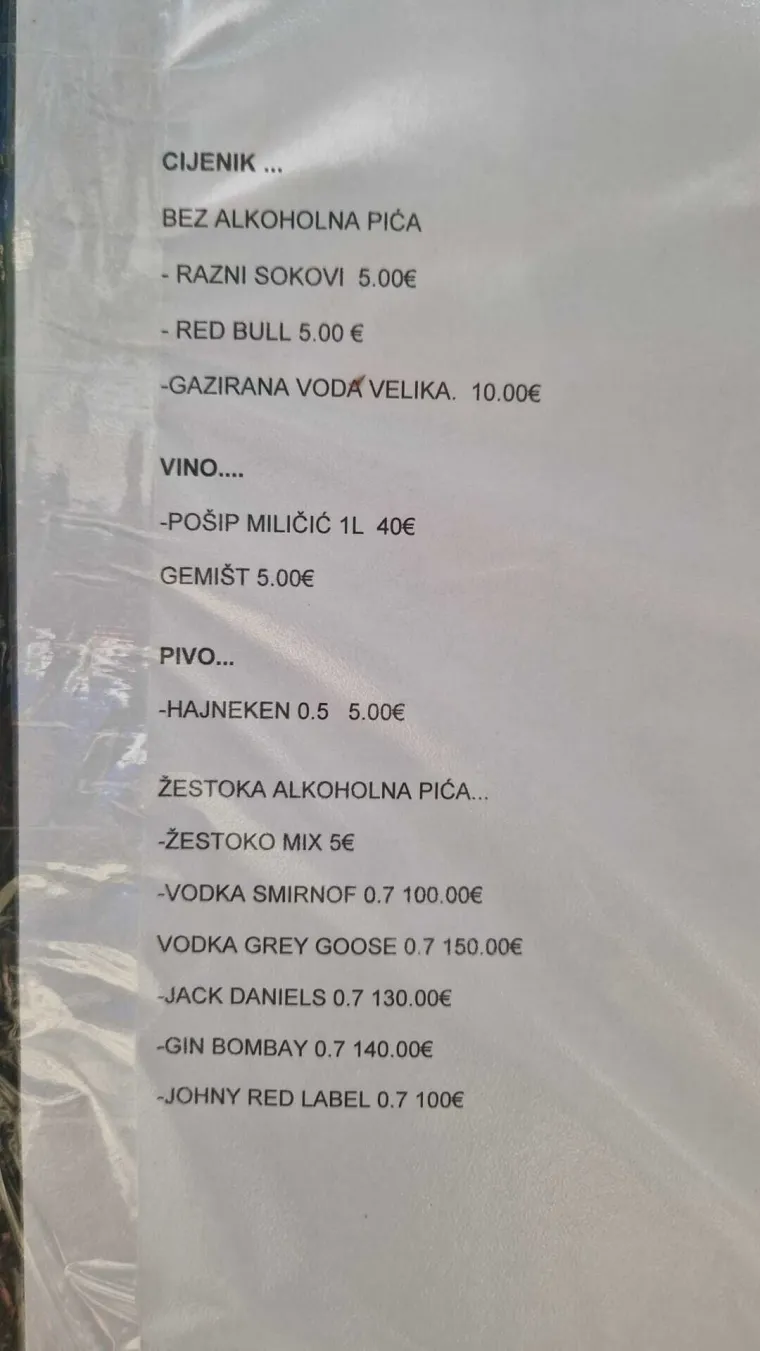 CIJENIK ...
BEZ ALKOHOLNA PIĆA
- RAZNI SOKOVI 5.00€
- RED BULL 5.00 €
-GAZIRANA VODA VELIKA. 10.00€
VINO....
-POŠIP MILIČIĆ 1L 40€
GEMIŠT 5.00€
PIVO...
-HAJNEKEN 0.5 5.00€
ŽESTOKA ALKOHOLNA PIĆA...
-ŽESTOKO MIX 5€
-VODKA SMIRNOF 0.7 100.00€
VODKA GREY GOOSE 0.7 150.00€
-JACK DANIELS 0.7 130.00€
-GIN BOMBAY 0.7 140.00€
-JOHNY RED LABEL 0.7 100€